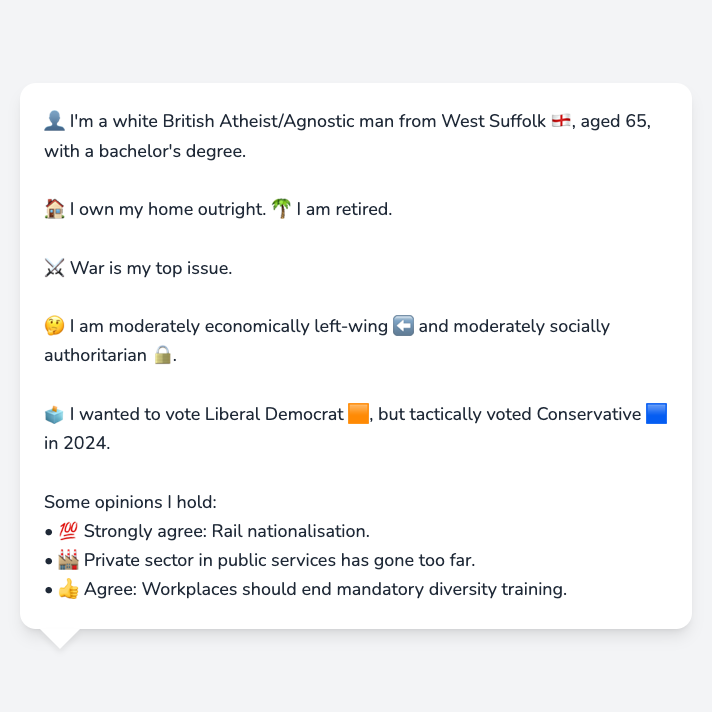 👤 I'm a white British Atheist/Agnostic man from West Suffolk 🏴󠁧󠁢󠁥󠁮󠁧󠁿, aged 65,
with a bachelor's degree.
🏠 I own my home outright. 🌴 I am retired.
⚔️ War is my top issue.
🤔 I am moderately economically left-wing ⬅️ and moderately socially
authoritarian 🔒.
🗳️ I wanted to vote Liberal Democrat 🟧, but tactically voted Conservative 🟦
in 2024.
Some opinions I hold:
• 💯 Strongly agree: Rail nationalisation.
• 🏭 Private sector in public services has gone too far.
• 👍 Agree: Workplaces should end mandatory diversity training.